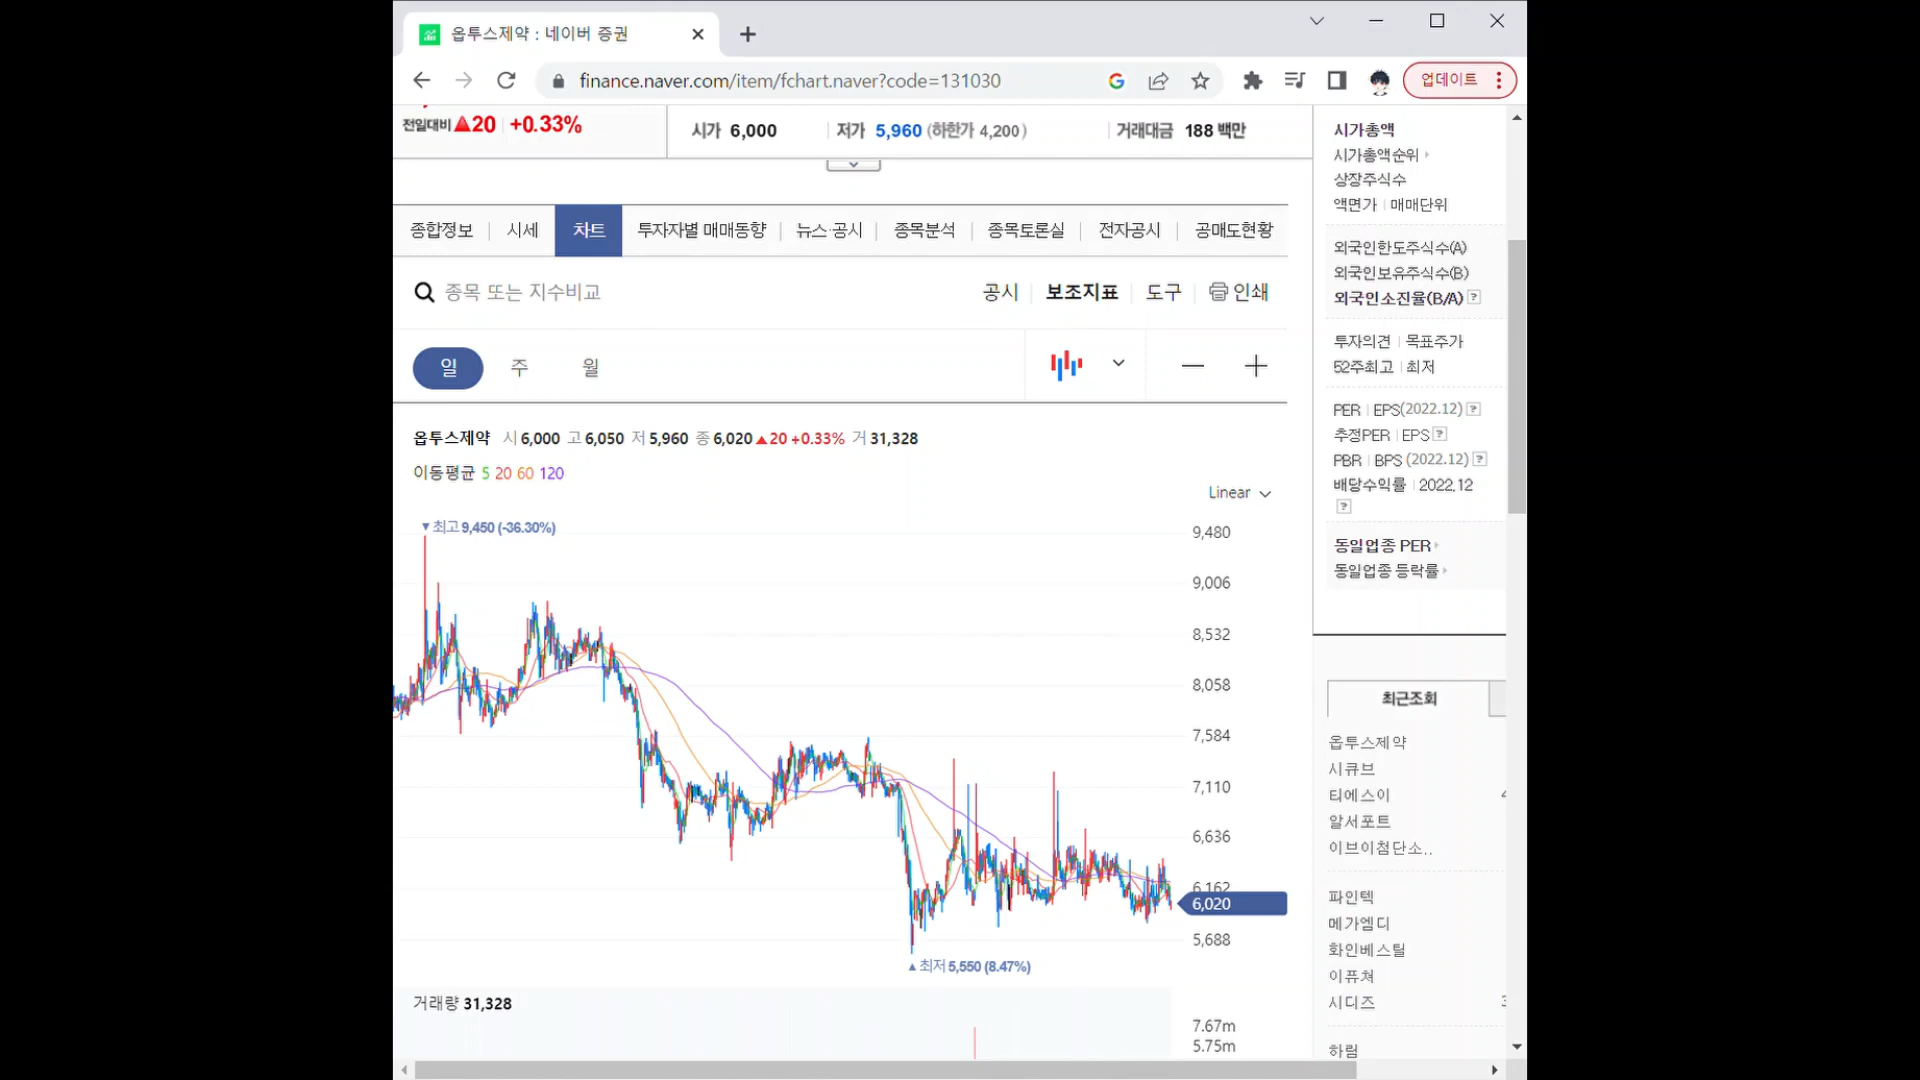 옵투스제약 : 네이버 증권
finance.naver.com/item/fchart.naver?code=131030
업데이트
전일대비 ▲20 +0.33%
시가 6,000 저가 5,960 (하한가 4,200) 거래대금 188 백만
종합정보 시세 차트 투자자별 매매동향 뉴스·공시 종목분석 종목토론실 전자공시 공매도현황
종목 또는 지수비교
공시 보조지표 도구 인쇄
일 주 월
옵투스제약 시 6,000 고 6,050 저 5,960 종 6,020 ▲20 +0.33% 거 31,328
이동평균 5 20 60 120
Linear
▼최고 9,450 (-36.30%)
9,480
9,006
8,532
8,058
7,584
7,110
6,636
6,162
6,020
5,688
▲최저 5,550 (8.47%)
거래량 31,328
7.67m
5.75m
시가총액
시가총액순위
상장주식수
액면가 | 매매단위
외국인한도주식수(A)
외국인보유주식수(B)
외국인소진율(B/A) ?
투자의견 | 목표주가
52주최고 | 최저
PER | EPS(2022.12) ?
추정PER | EPS ?
PBR | BPS (2022.12) ?
배당수익률 | 2022.12
?
동일업종 PER
동일업종 등락률
최근조회
옵투스제약
시큐브
티에스이
알서포트
이브이첨단소..
파인텍
메가엠디
화인베스틸
이퓨쳐
시디즈
하림